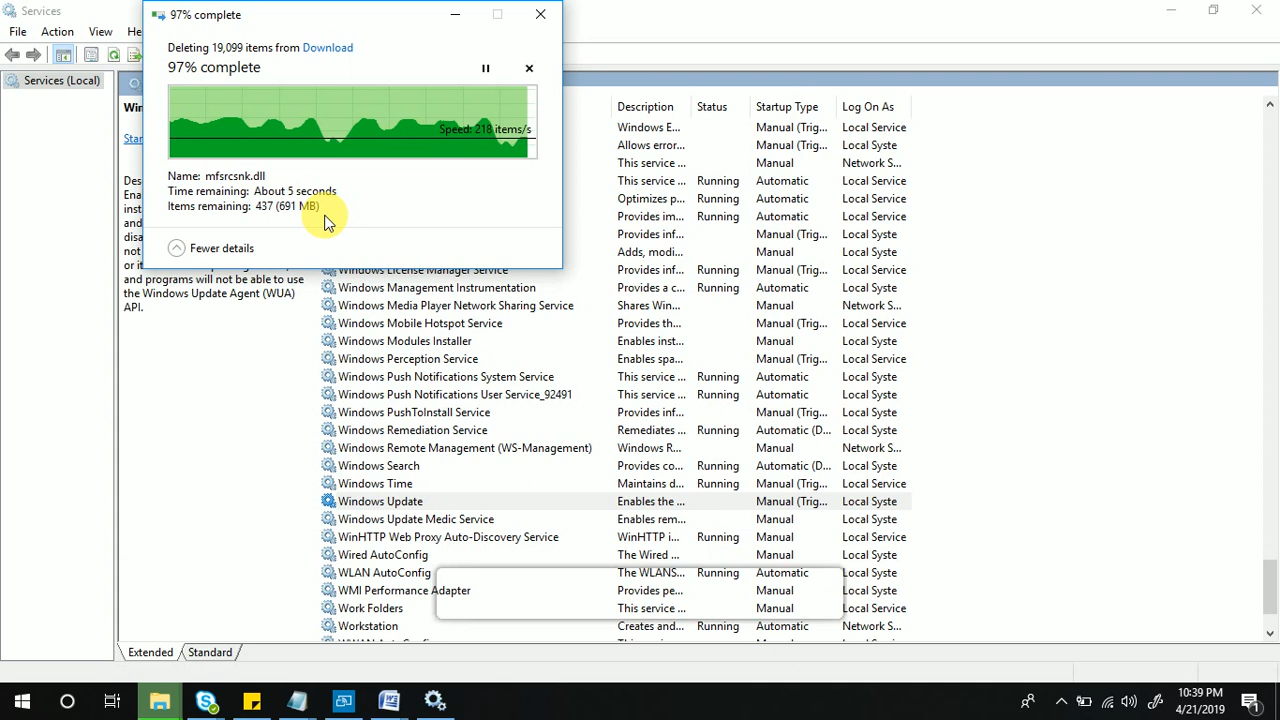 Services
File Action View He
Services (Local)
Extended Standard
97% complete
Deleting 19,099 items from Download
97% complete
Speed: 218 items/s
Name: mfsrcsnk.dll
Time remaining: About 5 seconds
Items remaining: 437 (691 MB)
Fewer details
and programs will not be able to use
the Windows Update Agent (WUA)
API.
Description Status Startup Type Log On As
Windows E... Manual (Trig... Local Service
Allows error... Manual (Trig... Local Syste
This service ... Manual Network S...
This service ... Running Automatic Local Service
Optimizes p... Running Manual (Trig... Local Syste
Provides im... Running Automatic Local Service
Provides inf... Manual (Trig... Local Syste
Adds, modi... Manual Local Syste
Windows License Manager Service Provides inf... Running Manual (Trig... Local Service
Windows Management Instrumentation Provides a c... Running Automatic Local Syste
Windows Media Player Network Sharing Service Shares Win... Manual Network S...
Windows Mobile Hotspot Service Provides th... Manual (Trig... Local Service
Windows Modules Installer Enables inst... Manual Local Syste
Windows Perception Service Enables spa... Manual (Trig... Local Service
Windows Push Notifications System Service This service ... Running Automatic Local Syste
Windows Push Notifications User Service_92491 This service ... Running Automatic Local Syste
Windows PushToInstall Service Provides inf... Manual (Trig... Local Syste
Windows Remediation Service Remediates ... Running Automatic (D... Local Syste
Windows Remote Management (WS-Management) Windows R... Manual Network S...
Windows Search Provides co... Running Automatic (D... Local Syste
Windows Time Maintains d... Running Manual (Trig... Local Service
Windows Update Enables the ... Manual (Trig... Local Syste
Windows Update Medic Service Enables rem... Manual Local Syste
WinHTTP Web Proxy Auto-Discovery Service WinHTTP i... Running Manual Local Service
Wired AutoConfig The Wired ... Manual Local Syste
WLAN AutoConfig The WLANS... Running Automatic Local Syste
WMI Performance Adapter Provides pe... Manual Local Syste
Work Folders This service ... Manual Local Service
Workstation Creates and... Running Automatic Network S...
10:39 PM
4/21/2019